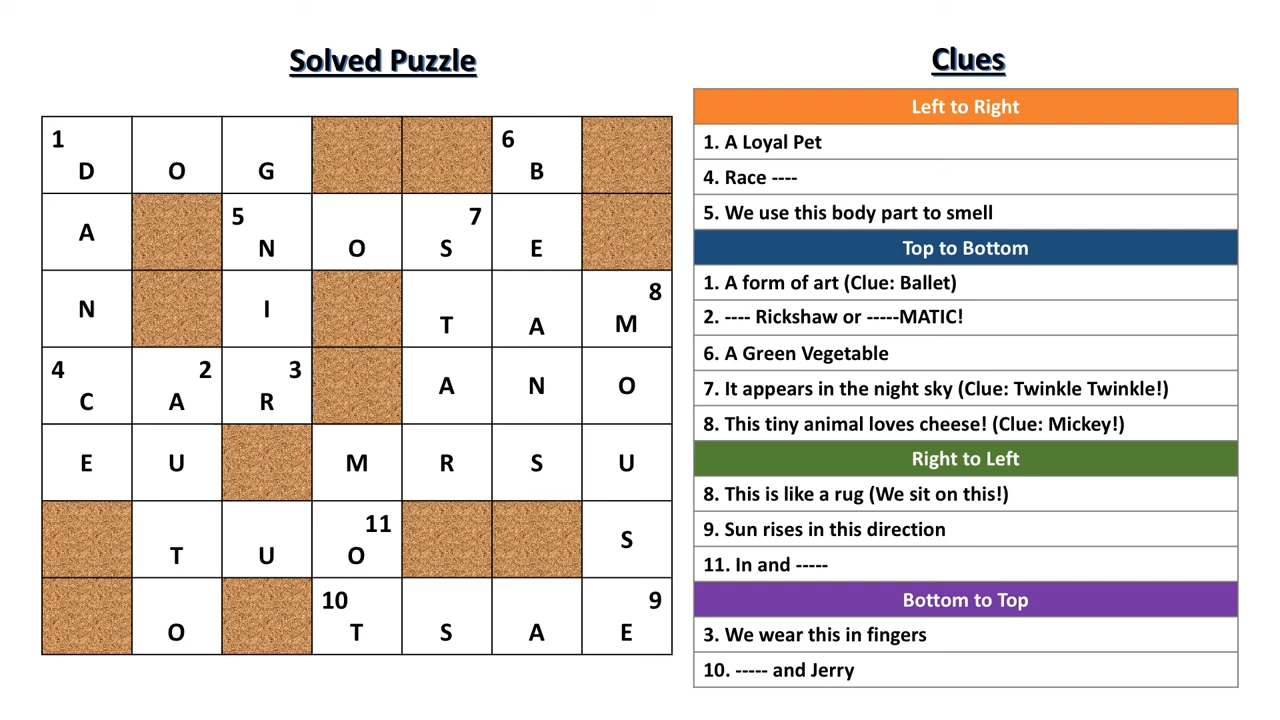 Solved Puzzle
Clues
1
D O G
6
B
A
5
N O
7
S E
N I T A
8
M
4
C
2
A
3
R A N O
E U M R S U
T U
11
O S
O
10
T S A
9
E
Left to Right
1. A Loyal Pet
4. Race ----
5. We use this body part to smell
Top to Bottom
1. A form of art (Clue: Ballet)
2. ---- Rickshaw or -----MATIC!
6. A Green Vegetable
7. It appears in the night sky (Clue: Twinkle Twinkle!)
8. This tiny animal loves cheese! (Clue: Mickey!)
Right to Left
8. This is like a rug (We sit on this!)
9. Sun rises in this direction
11. In and -----
Bottom to Top
3. We wear this in fingers
10. ----- and Jerry